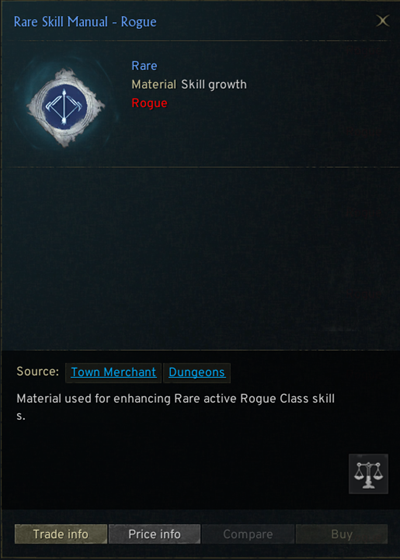 Rare Skill Manual - Rogue
Rare
Material Skill growth
Rogue
Source: Town Merchant Dungeons
Material used for enhancing Rare active Rogue Class skill
s.
Trade info Price info Compare Buy